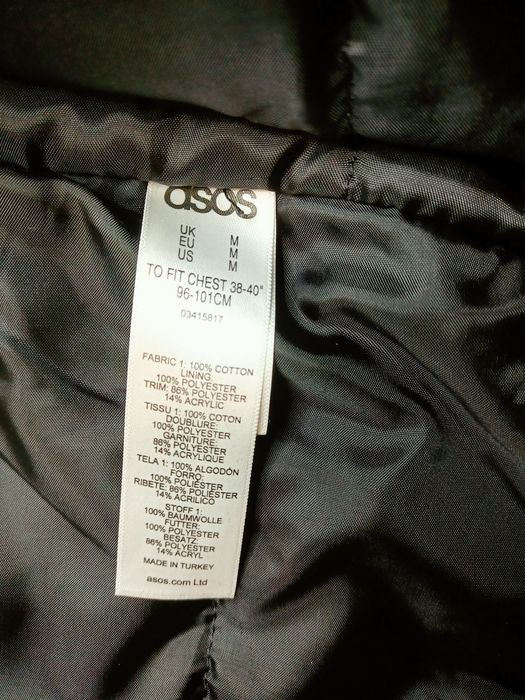 asos
UK M
EU M
US M
TO FIT CHEST 38-40"
96-101CM
03415817
FABRIC 1: 100% COTTON
LINING:
100% POLYESTER
TRIM: 86% POLYESTER
14% ACRYLIC
TISSU 1: 100% COTON
DOUBLURE:
100% POLYESTER
GARNITURE:
86% POLYESTER
14% ACRYLIQUE
TELA 1: 100% ALGODÓN
FORRO:
100% POLIÉSTER
RIBETE: 86% POLIÉSTER
14% ACRILICO
STOFF 1:
100% BAUMWOLLE
FUTTER:
100% POLYESTER
BESATZ:
86% POLYESTER
14% ACRYL
MADE IN TURKEY
asos.com Ltd